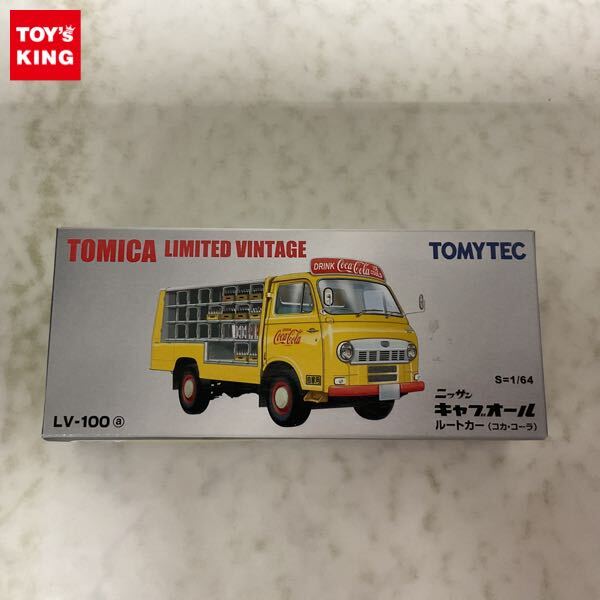 TOY'S
KING
TOMICA LIMITED VINTAGE
TOMYTEC
DRINK Coca-Cola
Coca-Cola
S=1/64
ニッサン
キャブオール
ルートカー (コカ・コーラ)
LV-100 ⓐ